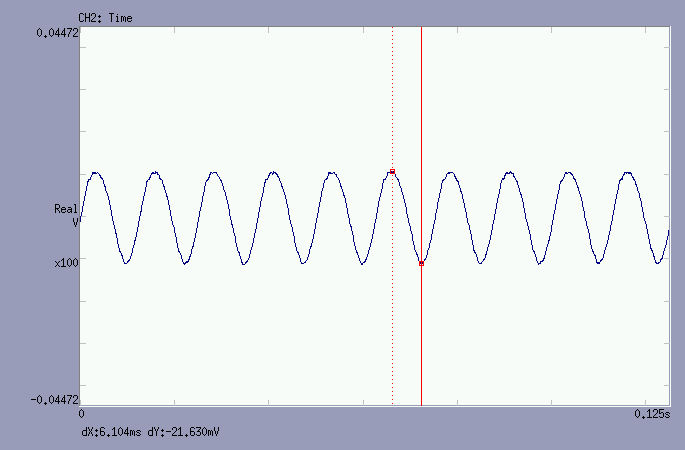 CH2: Time
0.04472
Real
V
x100
-0.04472
0
0.125s
dX:6.104ms dY:-21.630mV